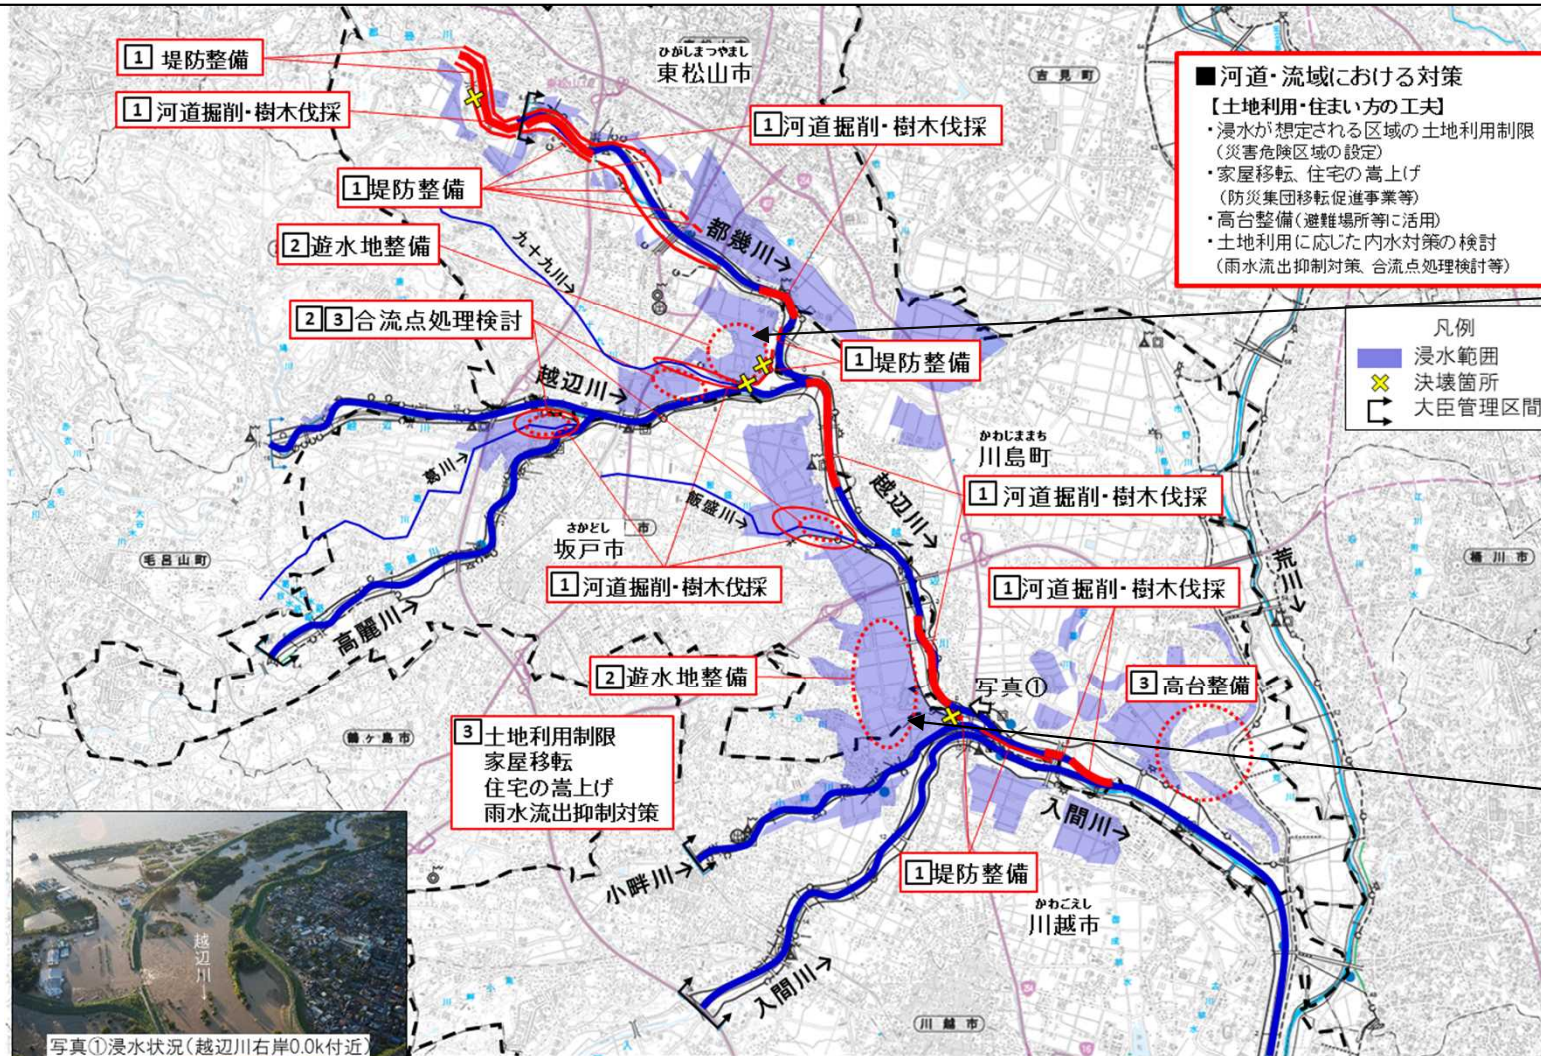 1 堤防整備
1 河道掘削・樹木伐採
ひがしまつやまし
東松山市
吉見町
1 河道掘削・樹木伐採
■河道・流域における対策
【土地利用・住まい方の工夫】
・浸水が想定される区域の土地利用制限
(災害危険区域の設定)
・家屋移転、住宅の嵩上げ
(防災集団移転促進事業等)
・高台整備(避難場所等に活用)
・土地利用に応じた内水対策の検討
(雨水流出抑制対策、合流点処理検討等)
1 堤防整備
都幾川→
2 遊水地整備
九十九川→
2 3 合流点処理検討
凡例
浸水範囲
決壊箇所
大臣管理区間
1 堤防整備
越辺川→
かわじままち
川島町
葛川→
1 河道掘削・樹木伐採
越辺川→
飯盛川→
さかどし
坂戸市
市
毛呂山町
桶川市
荒川→
1 河道掘削・樹木伐採
1 河道掘削・樹木伐採
高麗川→
2 遊水地整備
写真①
3 高台整備
鶴ヶ島市
3 土地利用制限
家屋移転
住宅の嵩上げ
雨水流出抑制対策
入間川→
小畔川→
1 堤防整備
かわごえし
川越市
入間川→
川越市
越辺川→
写真①浸水状況(越辺川右岸0.0k付近)